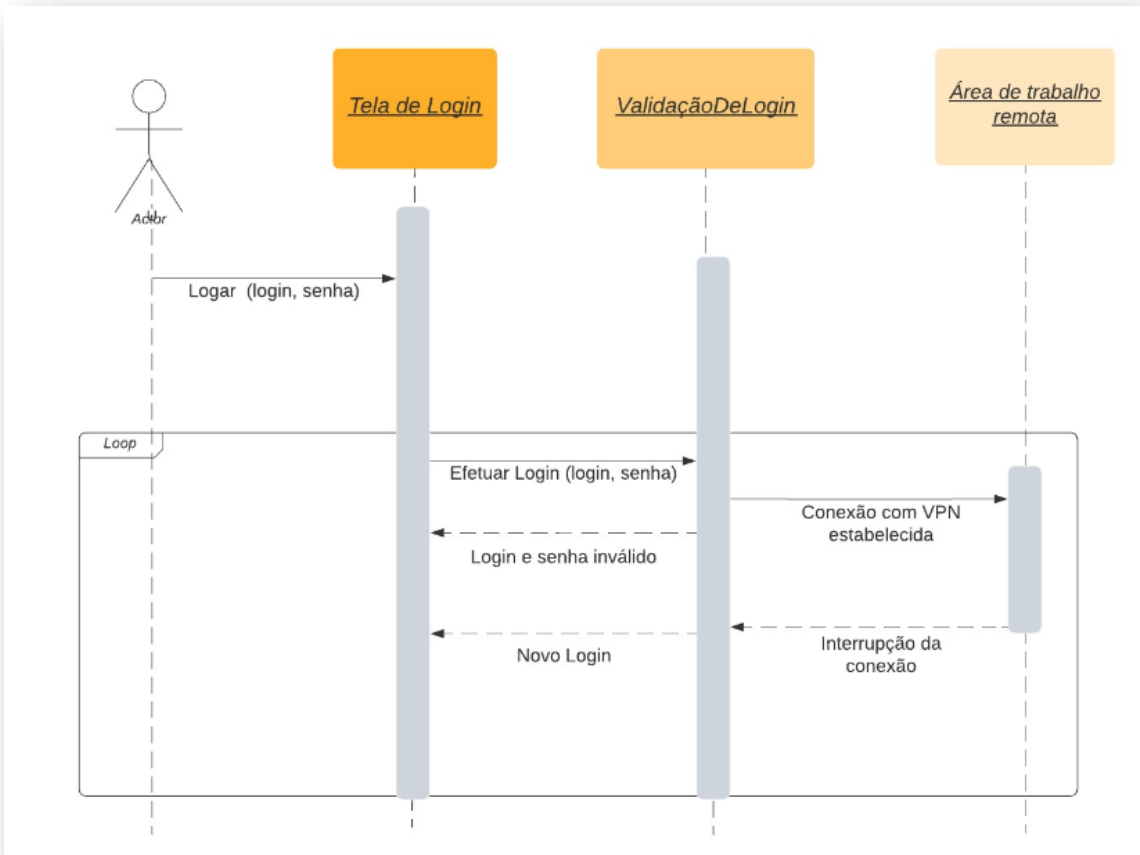 Tela de Login
ValidaçãoDeLogin
Área de trabalho
remota
Actor
Logar (login, senha)
Loop
Efetuar Login (login, senha)
Conexão com VPN
estabelecida
Login e senha inválido
Interrupção da
conexão
Novo Login